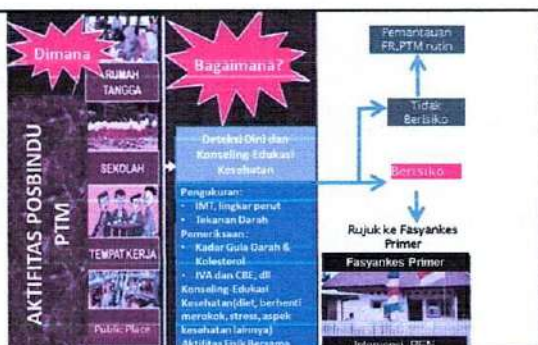 AKTIFITAS POSBINDU
PTM
Dimana
RUMAH
TANGGA
SEKOLAH
TEMPAT KERJA
Public Place
Bagaimana?
Deteksi Dini dan
Konseling-Edukasi
Kesehatan
Pengukuran:
• IMT, lingkar perut
• Tekanan Darah
Pemeriksaan:
• Kadar Gula Darah &
Kolesterol
• IVA dan CBE, dll
Konseling-Edukasi
Kesehatan(diet, berhenti
merokok, stress, aspek
kesehatan lainnya)
Aktifitas Fisik Bersama
Pemantauan
FR.PTM rutin
Tidak
Berisiko
Berisiko
Rujuk ke Fasyankes
Primer
Fasyankes Primer
Intervensi PEN